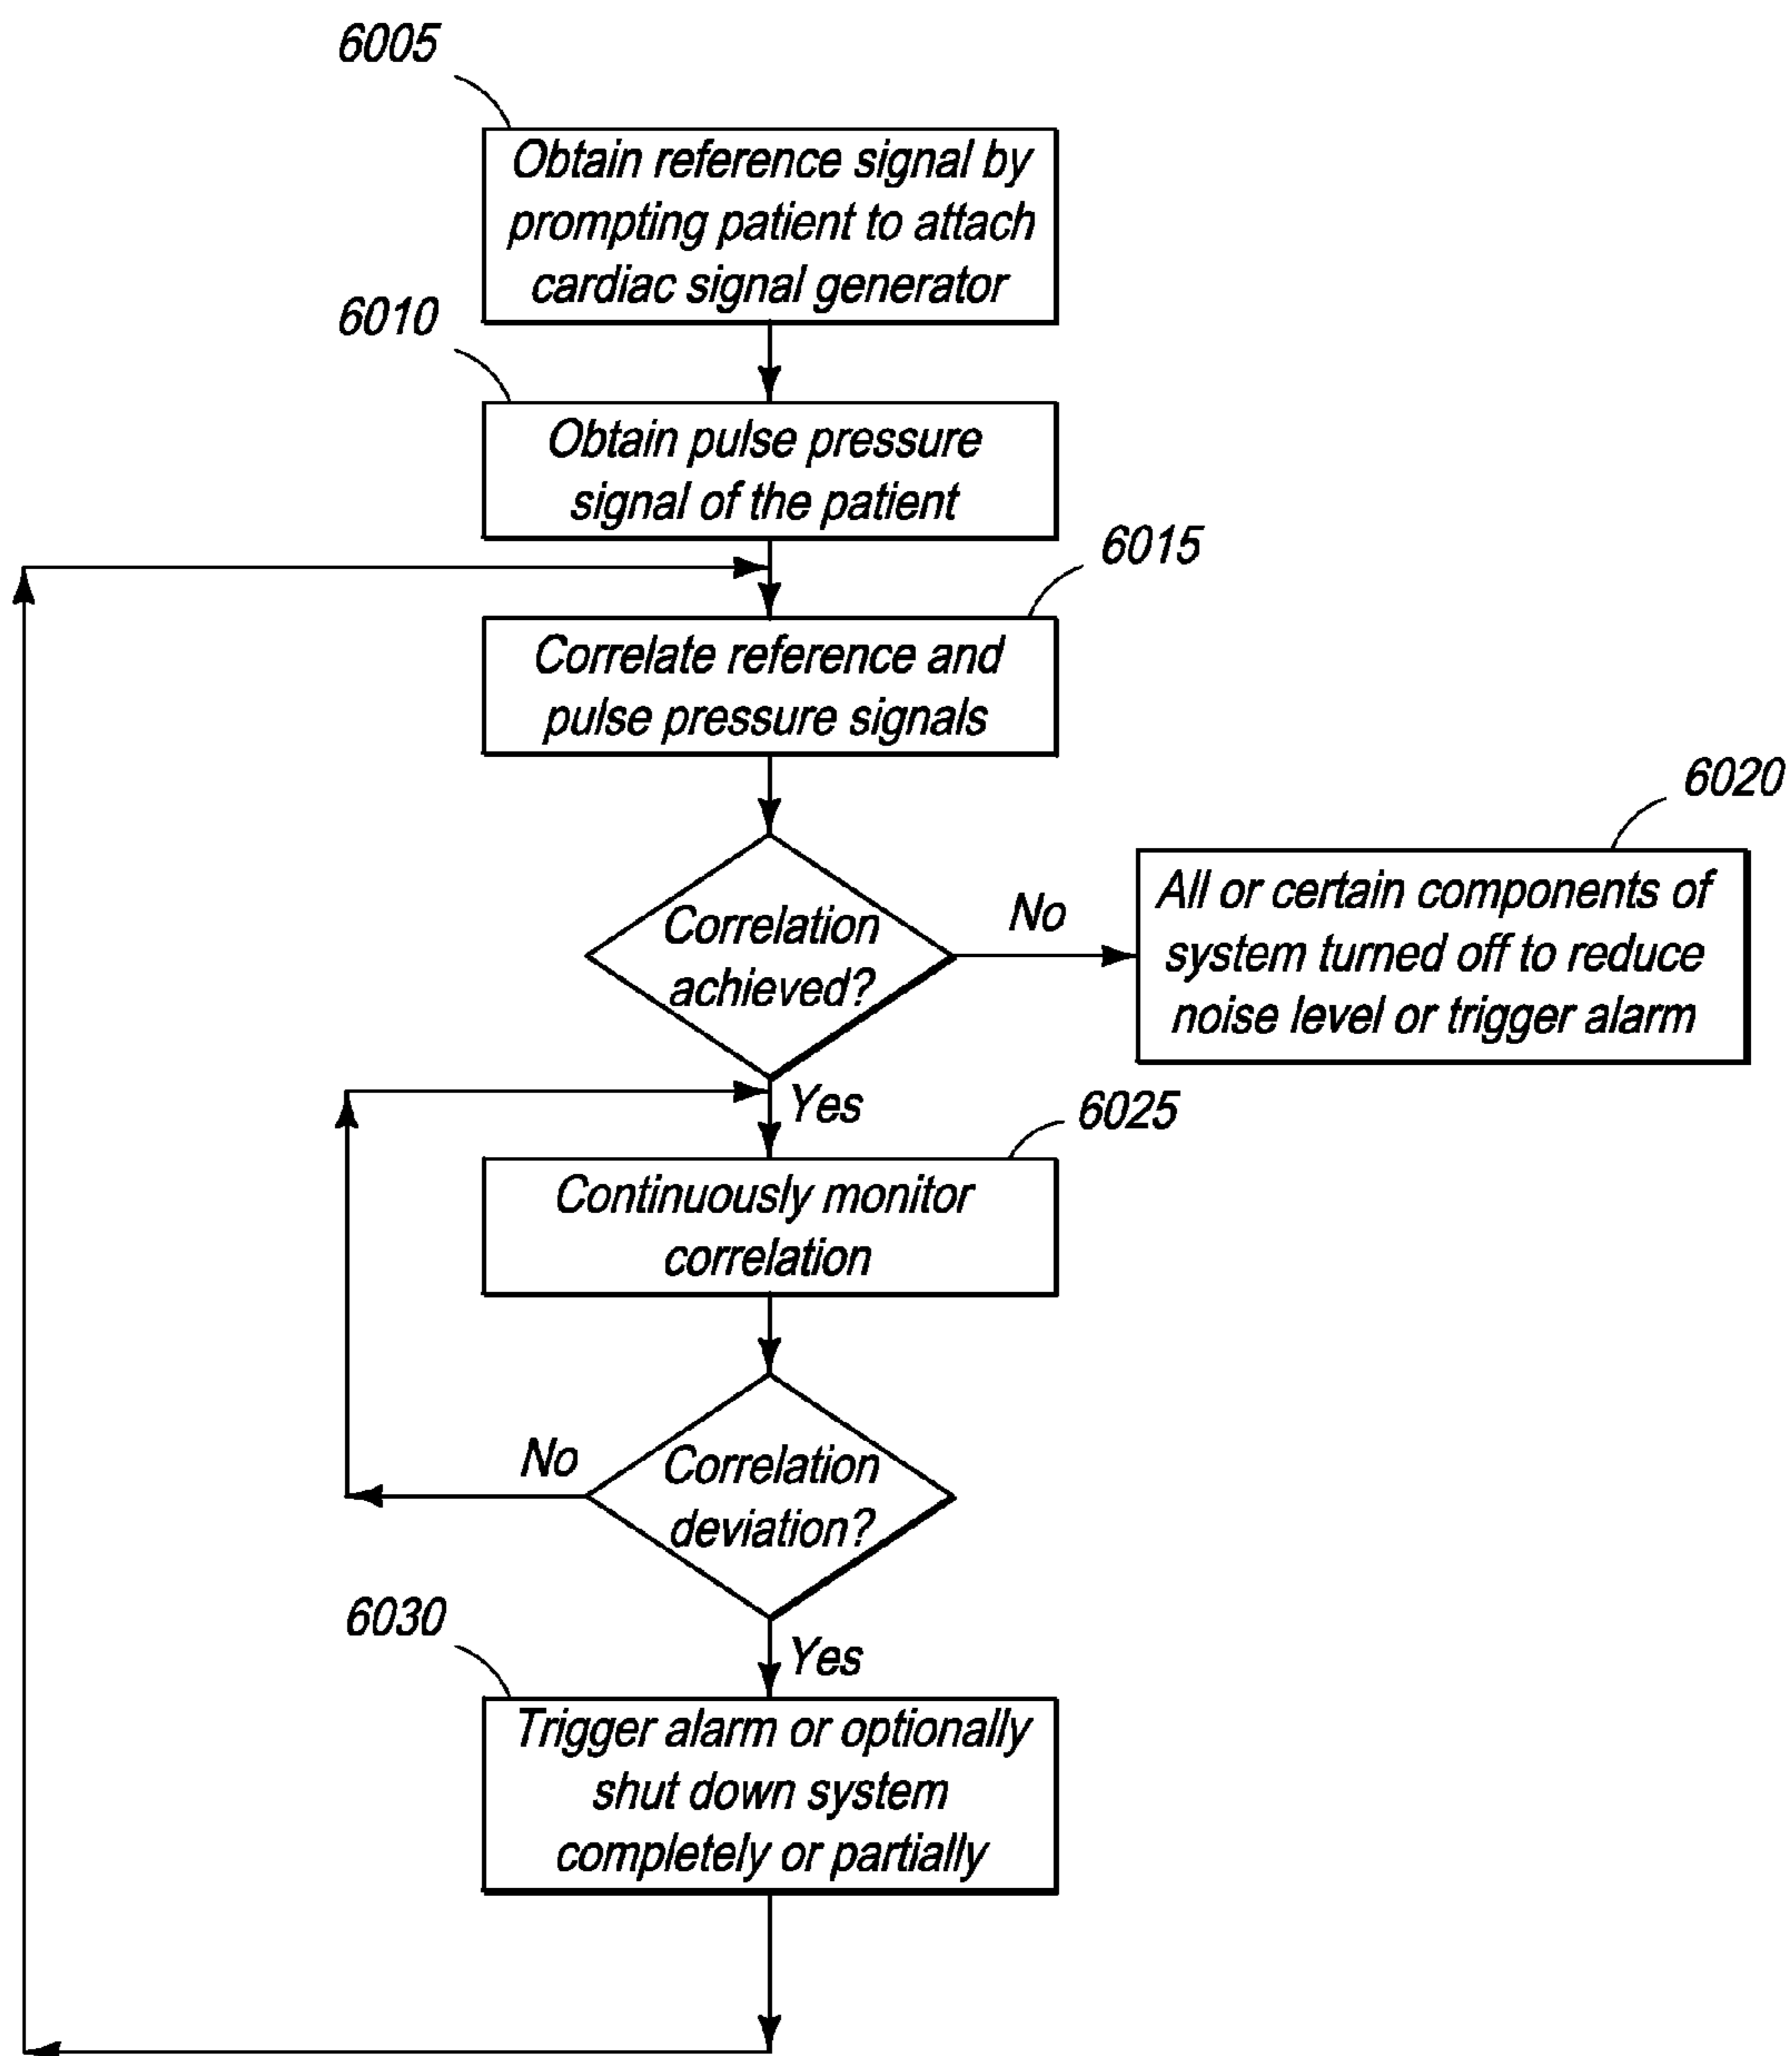 6005
Obtain reference signal by
prompting patient to attach
cardiac signal generator
6010
Obtain pulse pressure
signal of the patient
6015
Correlate reference and
pulse pressure signals
6020
Correlation
achieved?
No
All or certain components of
system turned off to reduce
noise level or trigger alarm
Yes
6025
Continuously monitor
correlation
No
Correlation
deviation?
6030
Yes
Trigger alarm or optionally
shut down system
completely or partially